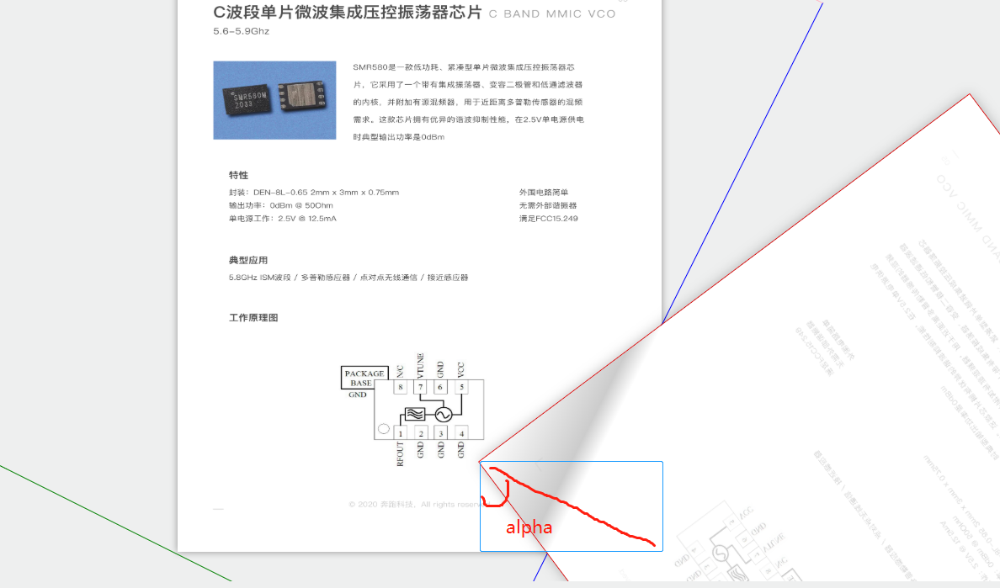 C波段单片微波集成压控振荡器芯片 C BAND MMIC VCO
5.6-5.9Ghz
SMR580M
2033
SMR580是一款低功耗、紧凑型单片微波集成压控振荡器芯
片，它采用了一个带有集成振荡器、变容二极管和低通滤波器
的内核，并附加有源混频器，用于近距离多普勒传感器的混频
需求。这款芯片拥有优异的谐波抑制性能，在2.5V单电源供电
时典型输出功率是0dBm
特性
封装：DEN-8L-0.65 2mm x 3mm x 0.75mm
输出功率：0dBm @ 50Ohm
单电源工作：2.5V @ 12.5mA
外围电路简单
无需外部谐振器
满足FCC15.249
典型应用
5.8GHz ISM波段 / 多普勒感应器 / 点对点无线通信 / 接近感应器
工作原理图
PACKAGE
BASE
GND
N/C
VTUNE
GND
VCC
8 7 6 5
1 2 3 4
RFOUT
GND
GND
GND
© 2020 奔跑科技，All rights reserv
alpha